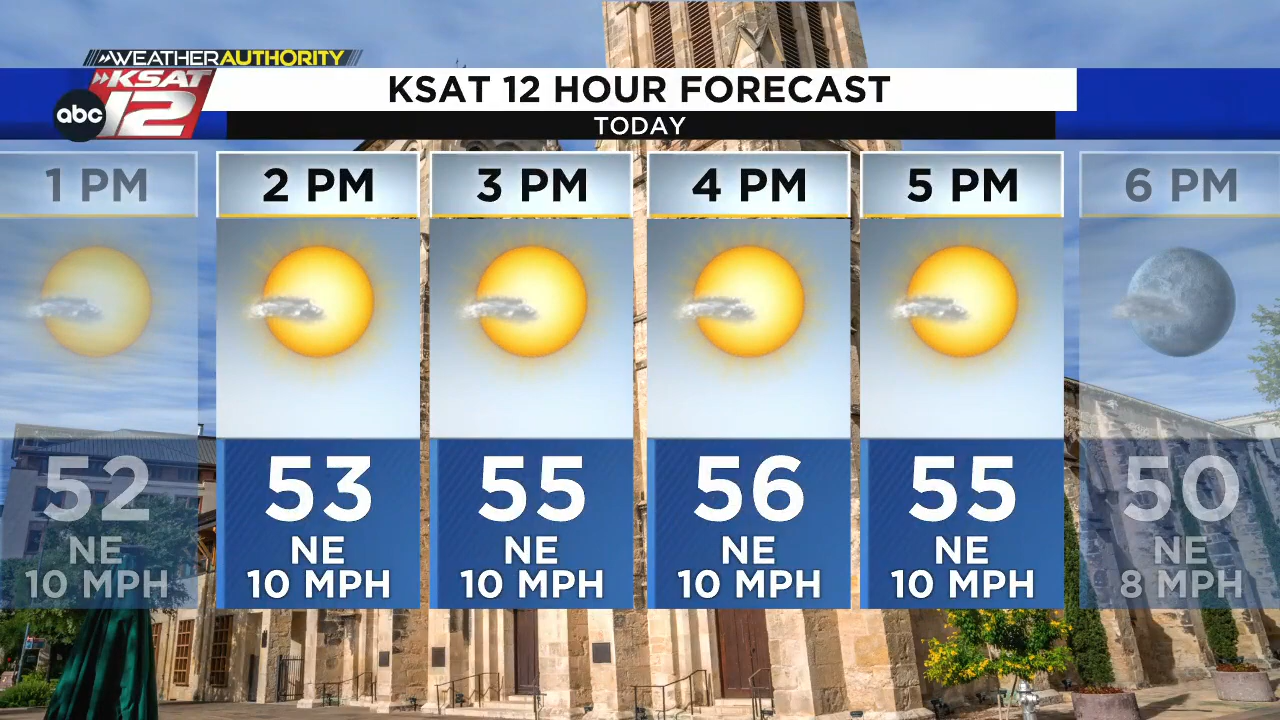 WEATHERAUTHORITY
KSAT
abc 12
KSAT 12 HOUR FORECAST
TODAY
1 PM
52
NE
10 MPH
2 PM
53
NE
10 MPH
3 PM
55
NE
10 MPH
4 PM
56
NE
10 MPH
5 PM
55
NE
10 MPH
6 PM
50
NE
8 MPH